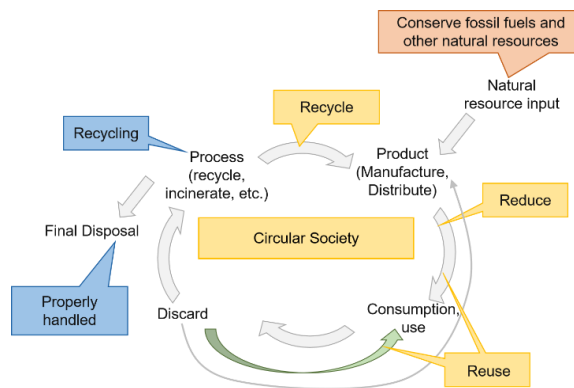 Conserve fossil fuels and
other natural resources
Natural
resource input
Recycle
Recycling
Process
(recycle,
incinerate, etc.)
Product
(Manufacture,
Distribute)
Reduce
Final Disposal
Circular Society
Properly
handled
Discard
Consumption,
use
Reuse